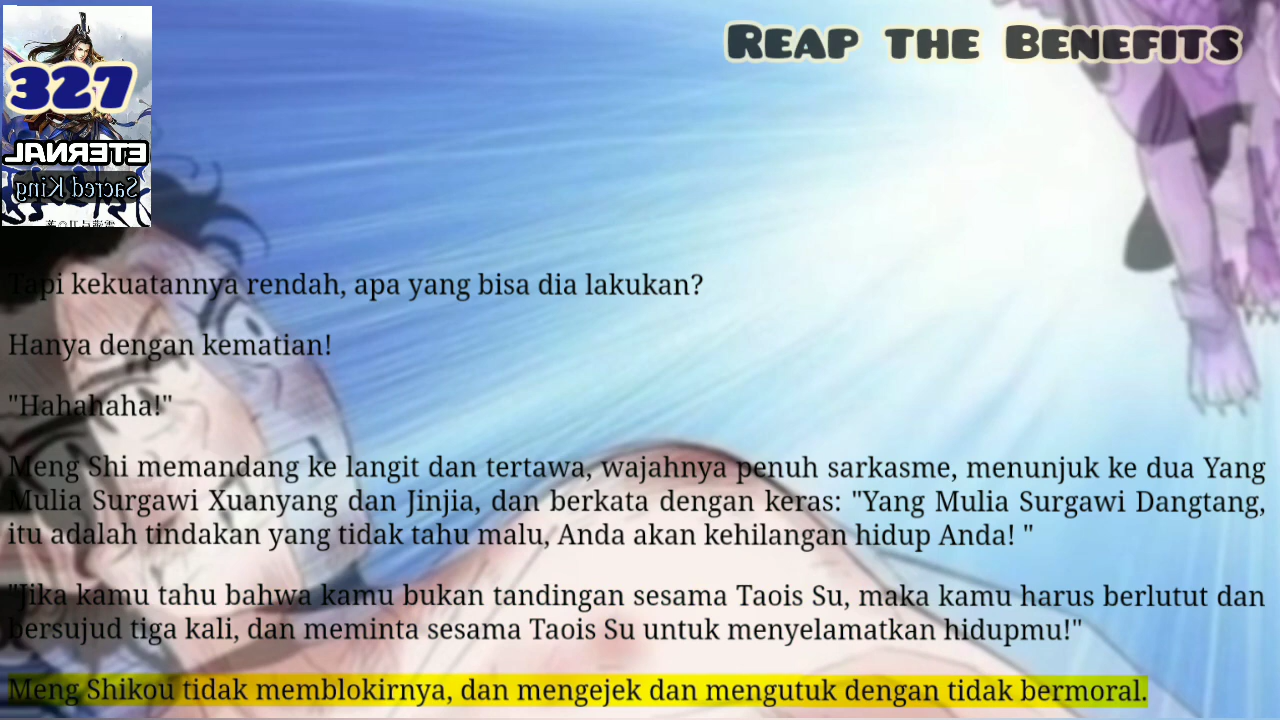 327
ETERNAL
Sacred King
Reap the Benefits
Tapi kekuatannya rendah, apa yang bisa dia lakukan?
Hanya dengan kematian!
"Hahahaha!"
Meng Shi memandang ke langit dan tertawa, wajahnya penuh sarkasme, menunjuk ke dua Yang
Mulia Surgawi Xuanyang dan Jinjia, dan berkata dengan keras: "Yang Mulia Surgawi Dangtang,
itu adalah tindakan yang tidak tahu malu, Anda akan kehilangan hidup Anda! "
"Jika kamu tahu bahwa kamu bukan tandingan sesama Taois Su, maka kamu harus berlutut dan
bersujud tiga kali, dan meminta sesama Taois Su untuk menyelamatkan hidupmu!"
Meng Shikou tidak memblokirnya, dan mengejek dan mengutuk dengan tidak bermoral.